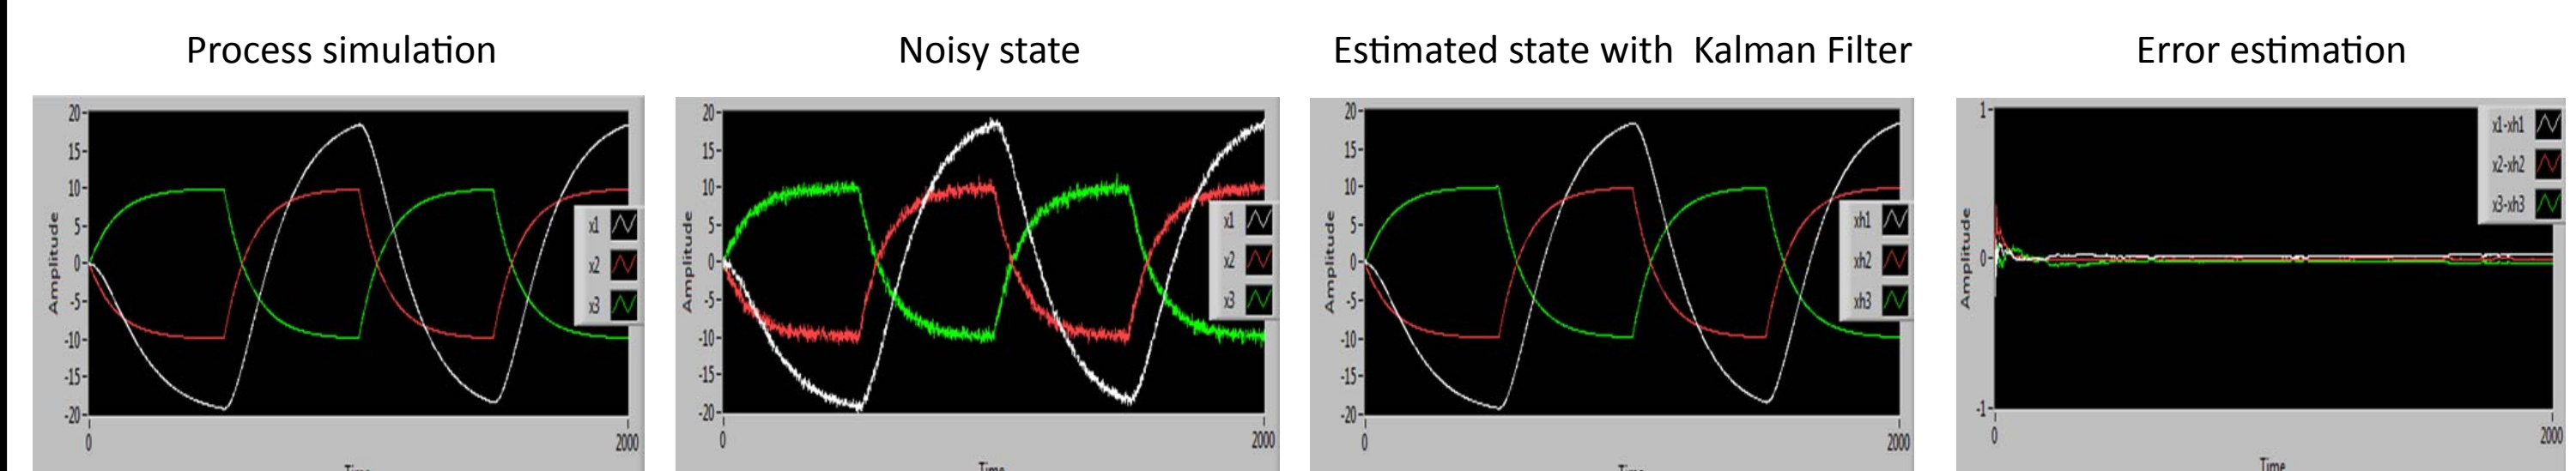 Process simulation
Noisy state
Estimated state with Kalman Filter
Error estimation
20
15
10
5
0
-5
-10
-15
-20
Amplitude
0
2000
Time
x1
x2
x3
20
15
10
5
0
-5
-10
-15
-20
Amplitude
0
2000
Time
x1
x2
x3
20
15
10
5
0
-5
-10
-15
-20
Amplitude
0
2000
Time
xh1
xh2
xh3
1
0
-1
Amplitude
0
2000
Time
x1-xh1
x2-xh2
x3-xh3